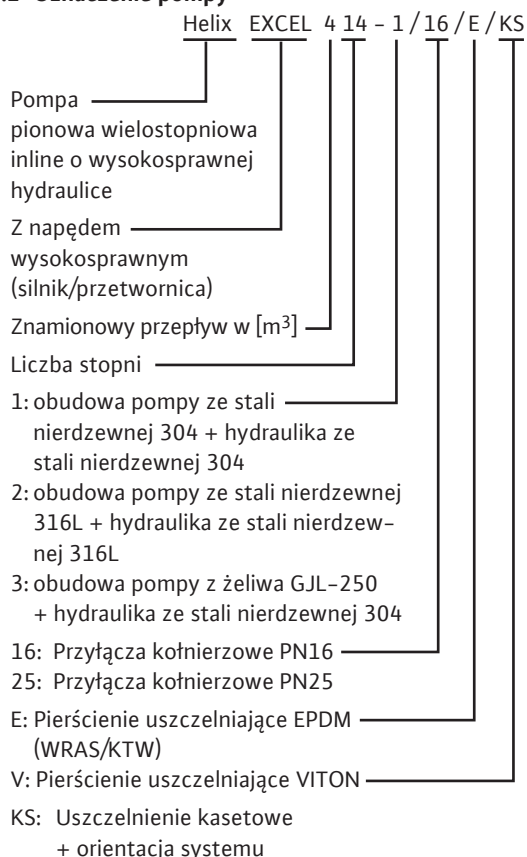 Oznaczenie pompy
Helix EXCEL 4 14 - 1 / 16 / E / KS
Pompa
pionowa wielostopniowa
inline o wysokosprawnej
hydraulice
Z napędem
wysokosprawnym
(silnik/przetwornica)
Znamionowy przepływ w [m³]
Liczba stopni
1: obudowa pompy ze stali
nierdzewnej 304 + hydraulika ze
stali nierdzewnej 304
2: obudowa pompy ze stali nierdzewnej
316L + hydraulika ze stali nierdzew-
nej 316L
3: obudowa pompy z żeliwa GJL-250
+ hydraulika ze stali nierdzewnej 304
16: Przyłącza kołnierzowe PN16
25: Przyłącza kołnierzowe PN25
E: Pierścienie uszczelniające EPDM
(WRAS/KTW)
V: Pierścienie uszczelniające VITON
KS: Uszczelnienie kasetowe
+ orientacja systemu